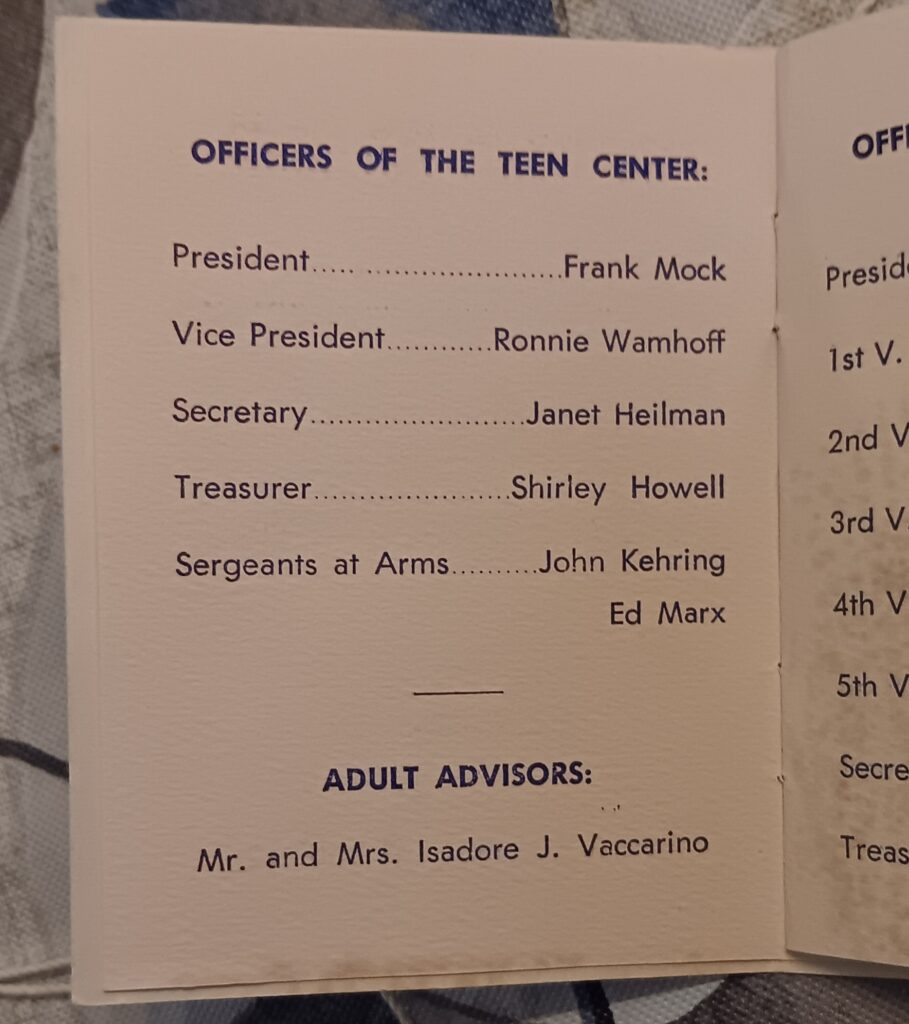 OFFICERS OF THE TEEN CENTER:
President..... ......................Frank Mock
Vice President............Ronnie Wamhoff
Secretary.......................Janet Heilman
Treasurer.....................Shirley Howell
Sergeants at Arms..........John Kehring
Ed Marx
ADULT ADVISORS:
Mr. and Mrs. Isadore J. Vaccarino
OFFI
Preside
1st V.
2nd V
3rd V.
4th V
5th V
Secre
Treas